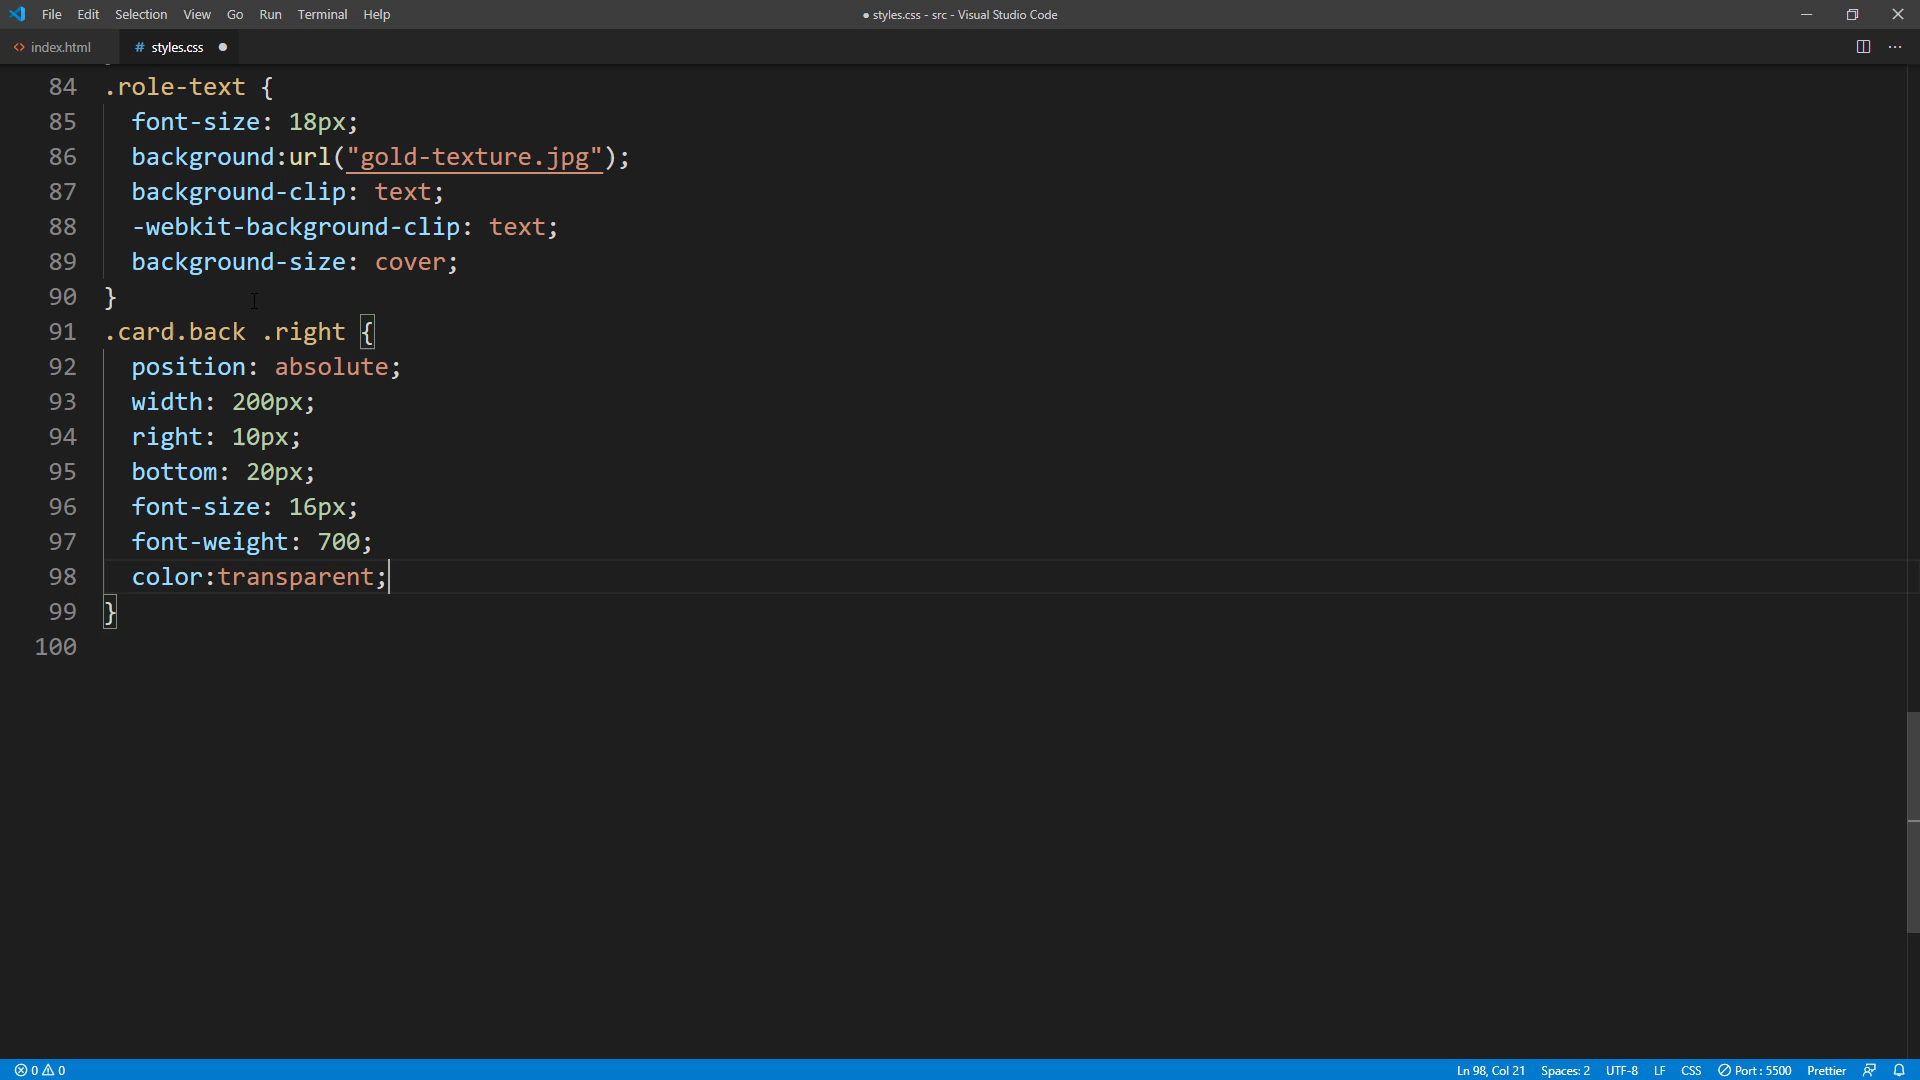 File Edit Selection View Go Run Terminal Help
● styles.css - src - Visual Studio Code
<> index.html
# styles.css ●
84 .role-text {
85 font-size: 18px;
86 background:url("gold-texture.jpg");
87 background-clip: text;
88 -webkit-background-clip: text;
89 background-size: cover;
90 }
91 .card.back .right {
92 position: absolute;
93 width: 200px;
94 right: 10px;
95 bottom: 20px;
96 font-size: 16px;
97 font-weight: 700;
98 color:transparent;
99 }
100
0 0
Ln 98, Col 21 Spaces: 2 UTF-8 LF CSS Port : 5500 Prettier